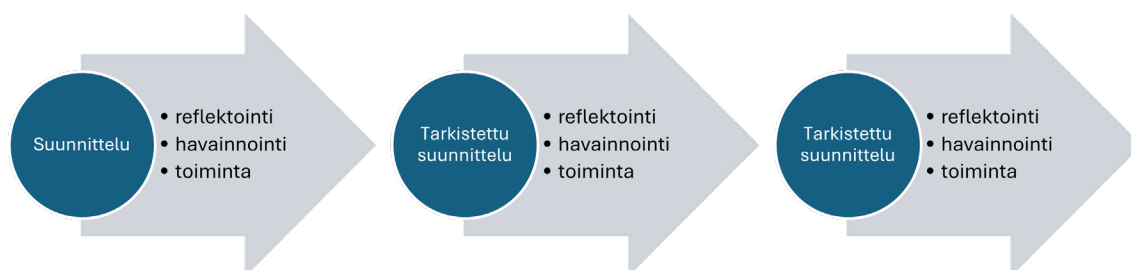 Suunnittelu
• reflektointi
• havainnointi
• toiminta
Tarkistettu
suunnittelu
• reflektointi
• havainnointi
• toiminta
Tarkistettu
suunnittelu
• reflektointi
• havainnointi
• toiminta